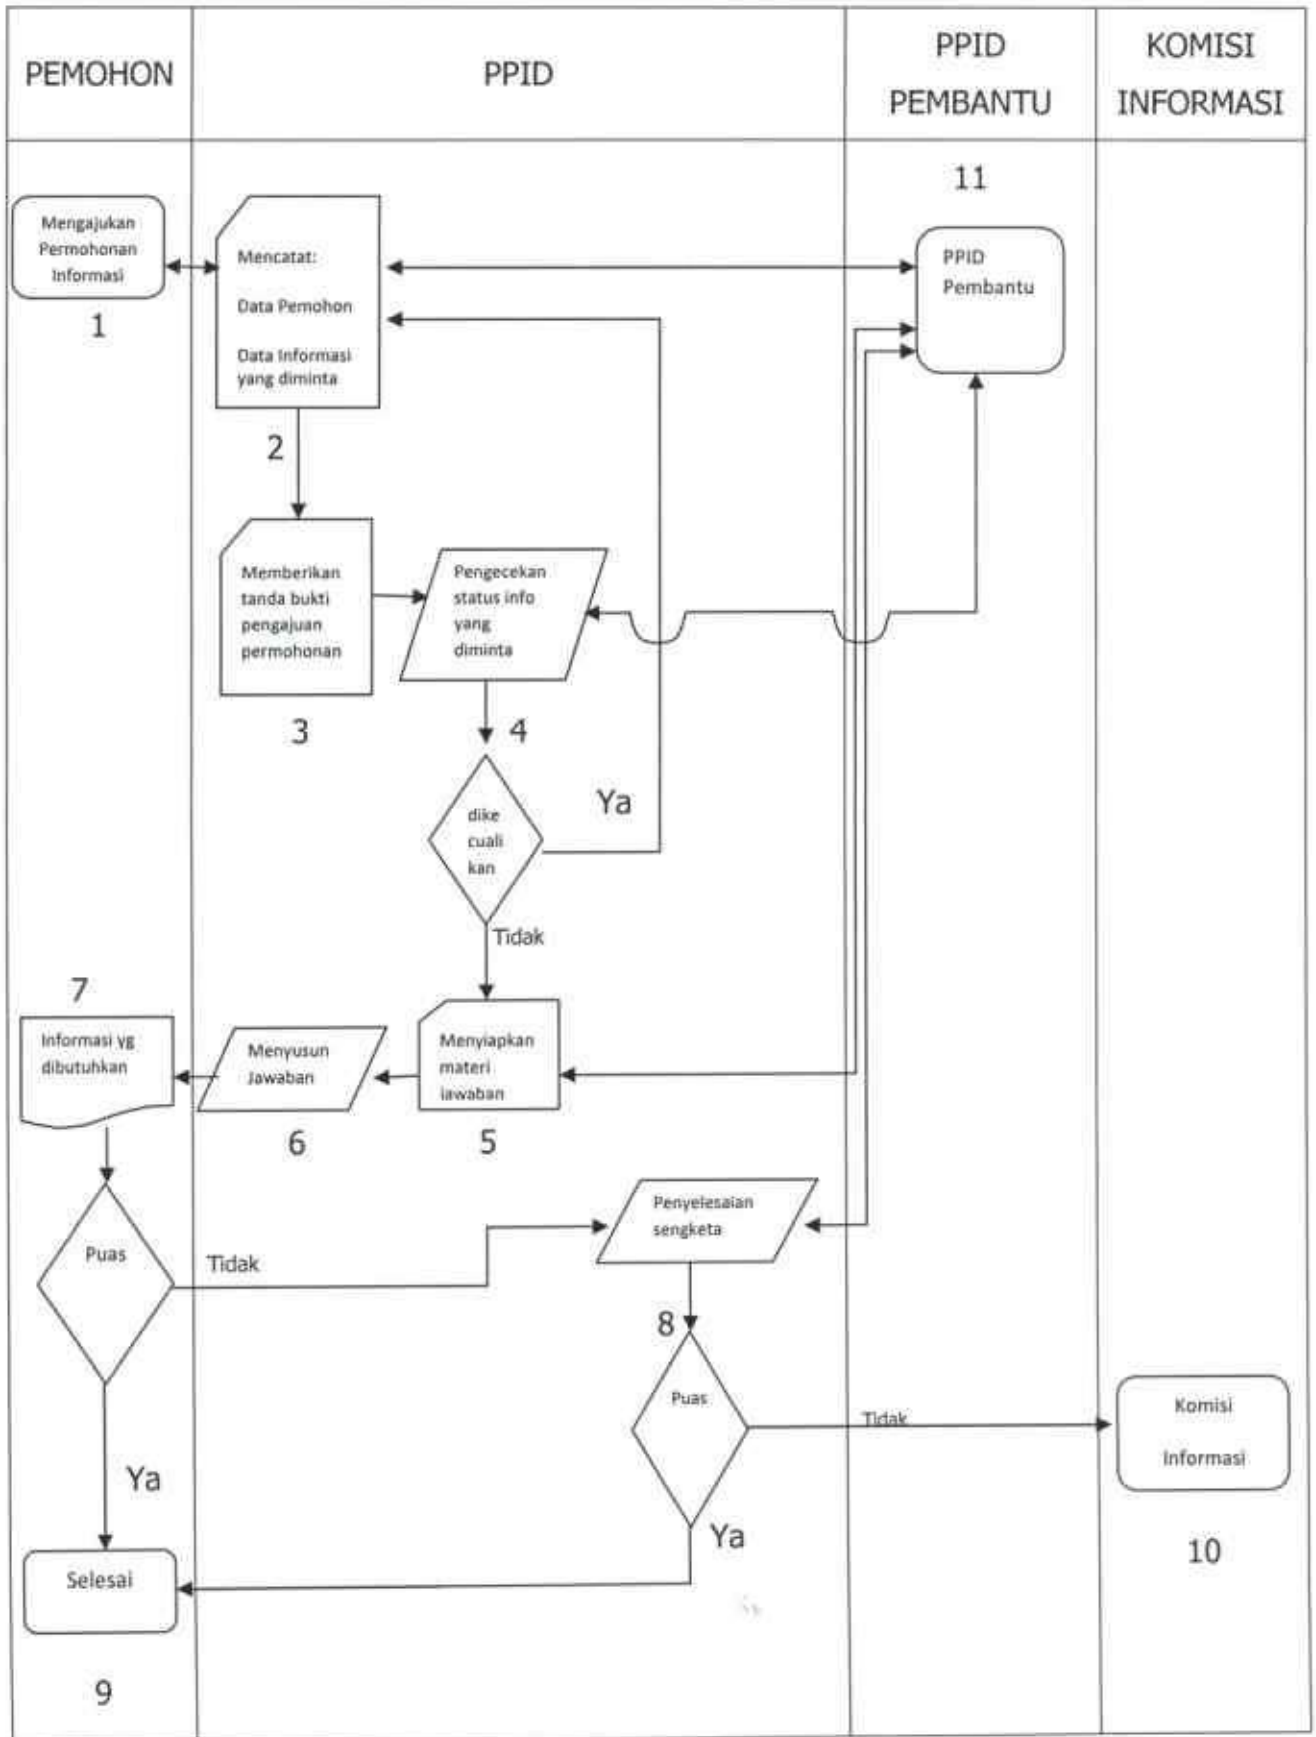 PEMOHON
PPID
PPID
PEMBANTU
KOMISI
INFORMASI
11
Mengajukan
Permohonan
Informasi
1
Mencatat:
Data Pemohon
Data Informasi
yang diminta
PPID
Pembantu
2
Memberikan
tanda bukti
pengajuan
permohonan
3
Pengecekan
status info
yang
diminta
4
dike
cuali
kan
Ya
Tidak
7
Informasi yg
dibutuhkan
Menyusun
Jawaban
6
Menyiapkan
materi
jawaban
5
Puas
Tidak
Penyelesaian
sengketa
8
Puas
Tidak
Komisi
Informasi
10
Ya
Ya
Selesai
9